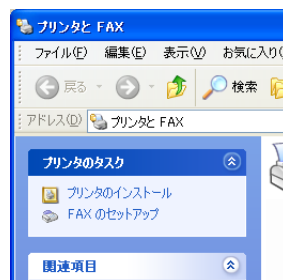 プリンタと FAX
ファイル(F) 編集(E) 表示(V) お気に入り(
戻る 検索
アドレス(D) プリンタと FAX
プリンタのタスク
プリンタのインストール
FAX のセットアップ
関連項目